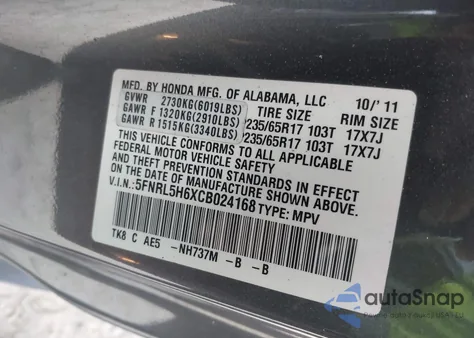 MFD. BY HONDA MFG. OF ALABAMA, LLC 10/'11
GVWR 2730KG(6019LBS) TIRE SIZE RIM SIZE
GAWR F 1320KG(2910LBS) 235/65R17 103T 17X7J
GAWR R 1515KG(3340LBS) 235/65R17 103T 17X7J
THIS VEHICLE CONFORMS TO ALL APPLICABLE
FEDERAL MOTOR VEHICLE SAFETY, BUMPER, AND
THEFT PREVENTION STANDARDS IN EFFECT ON THE
DATE OF MANUFACTURE SHOWN ABOVE.
V.I.N.: 5FNRL5H6XCB024168 TYPE: MPV
TK8 C AE5 -NH737M -B -B
autoSnap